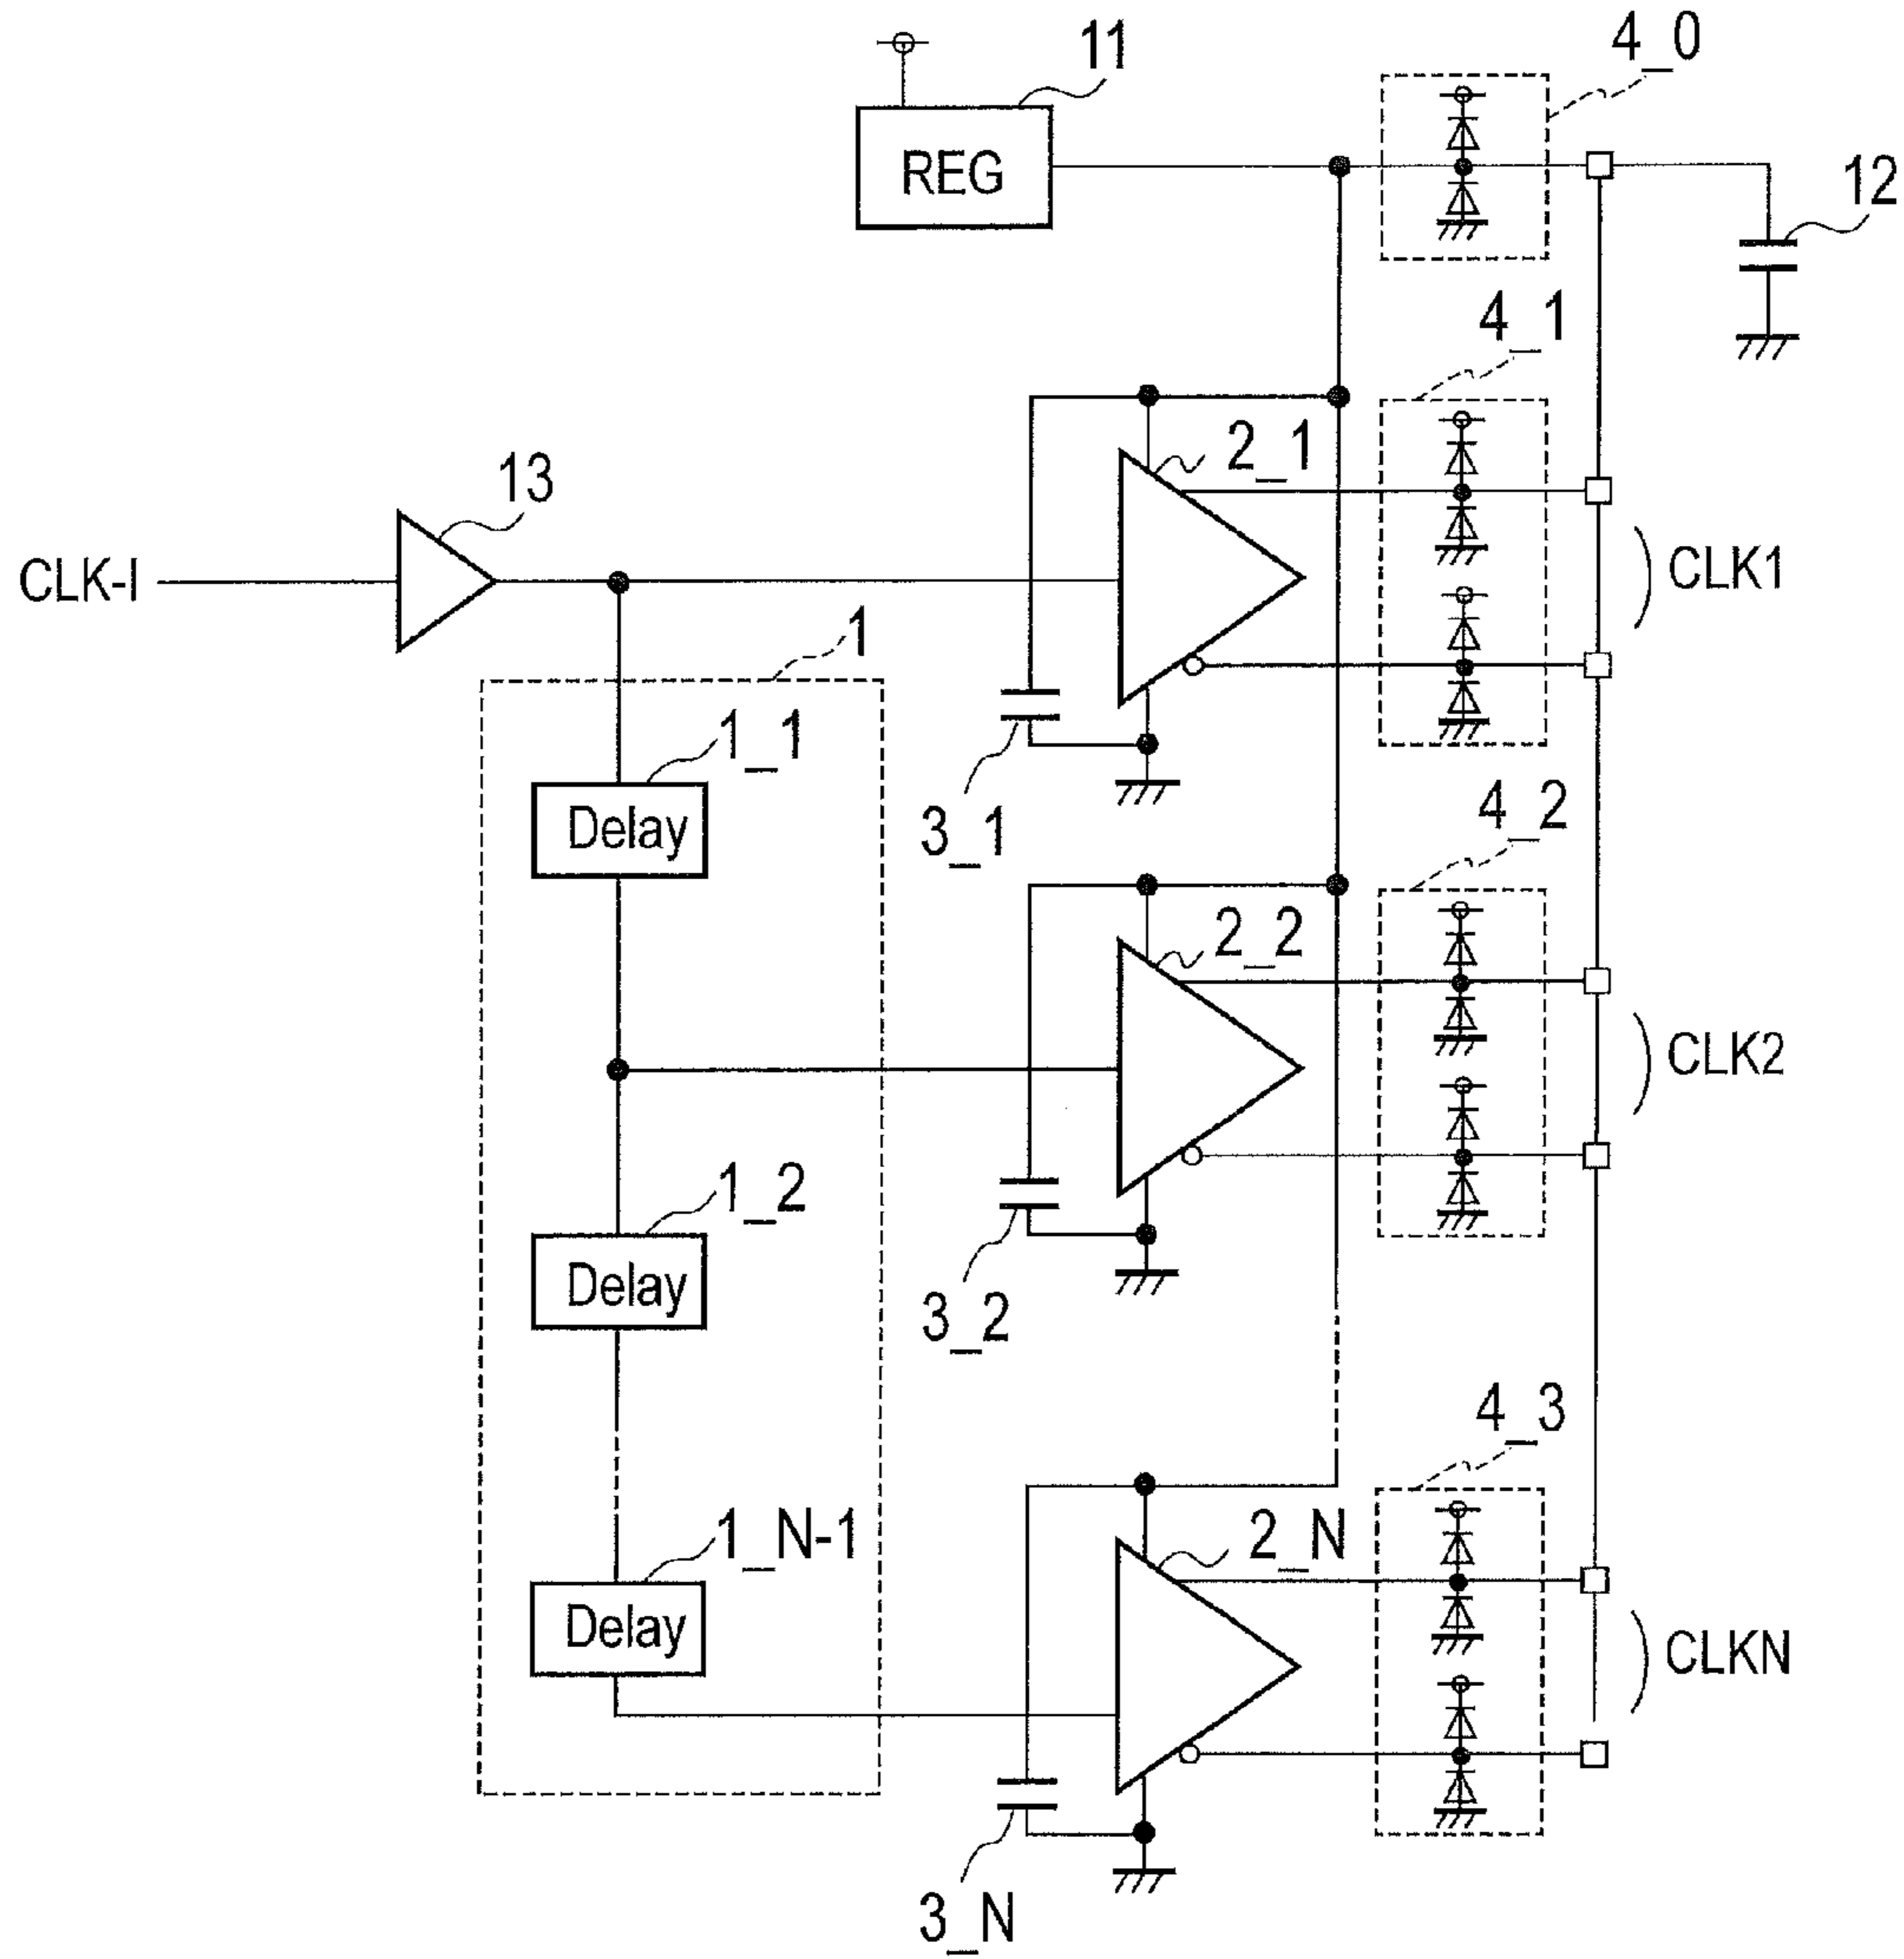 11
4_0
REG
12
4_1
2_1
13
CLK-I
CLK1
1
1_1
Delay
3_1
4_2
2_2
CLK2
1_2
Delay
3_2
4_3
1_N-1
2_N
Delay
CLKN
3_N